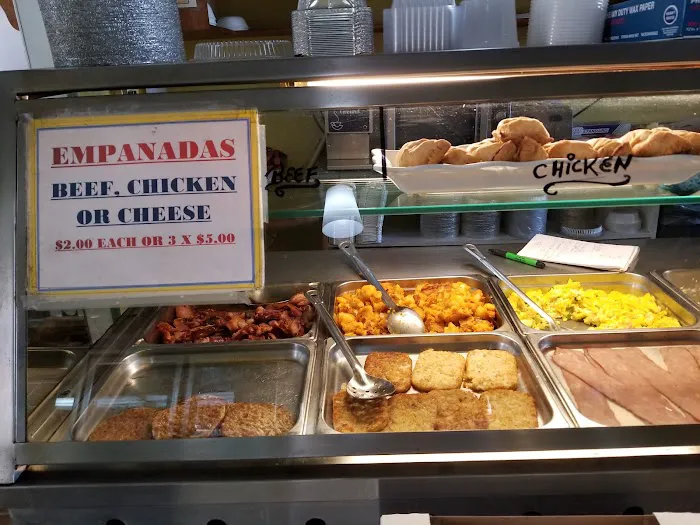 EMPANADAS
BEEF, CHICKEN
OR CHEESE
$2.00 EACH OR 3 X $5.00
BEEF
CHICKEN